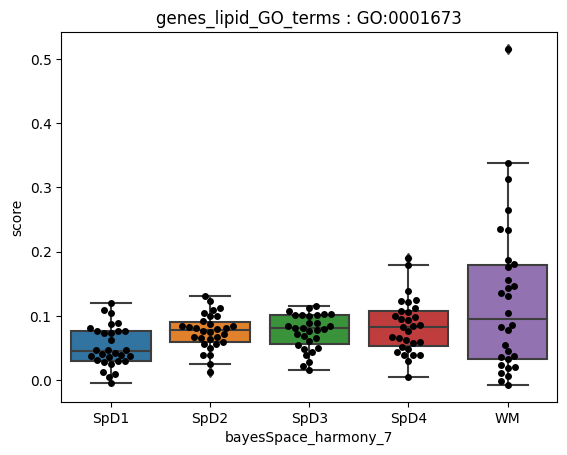 genes_lipid_GO_terms : GO:0001673
score
0.5
0.4
0.3
0.2
0.1
0.0
SpD1 SpD2 SpD3 SpD4 WM
bayesSpace_harmony_7